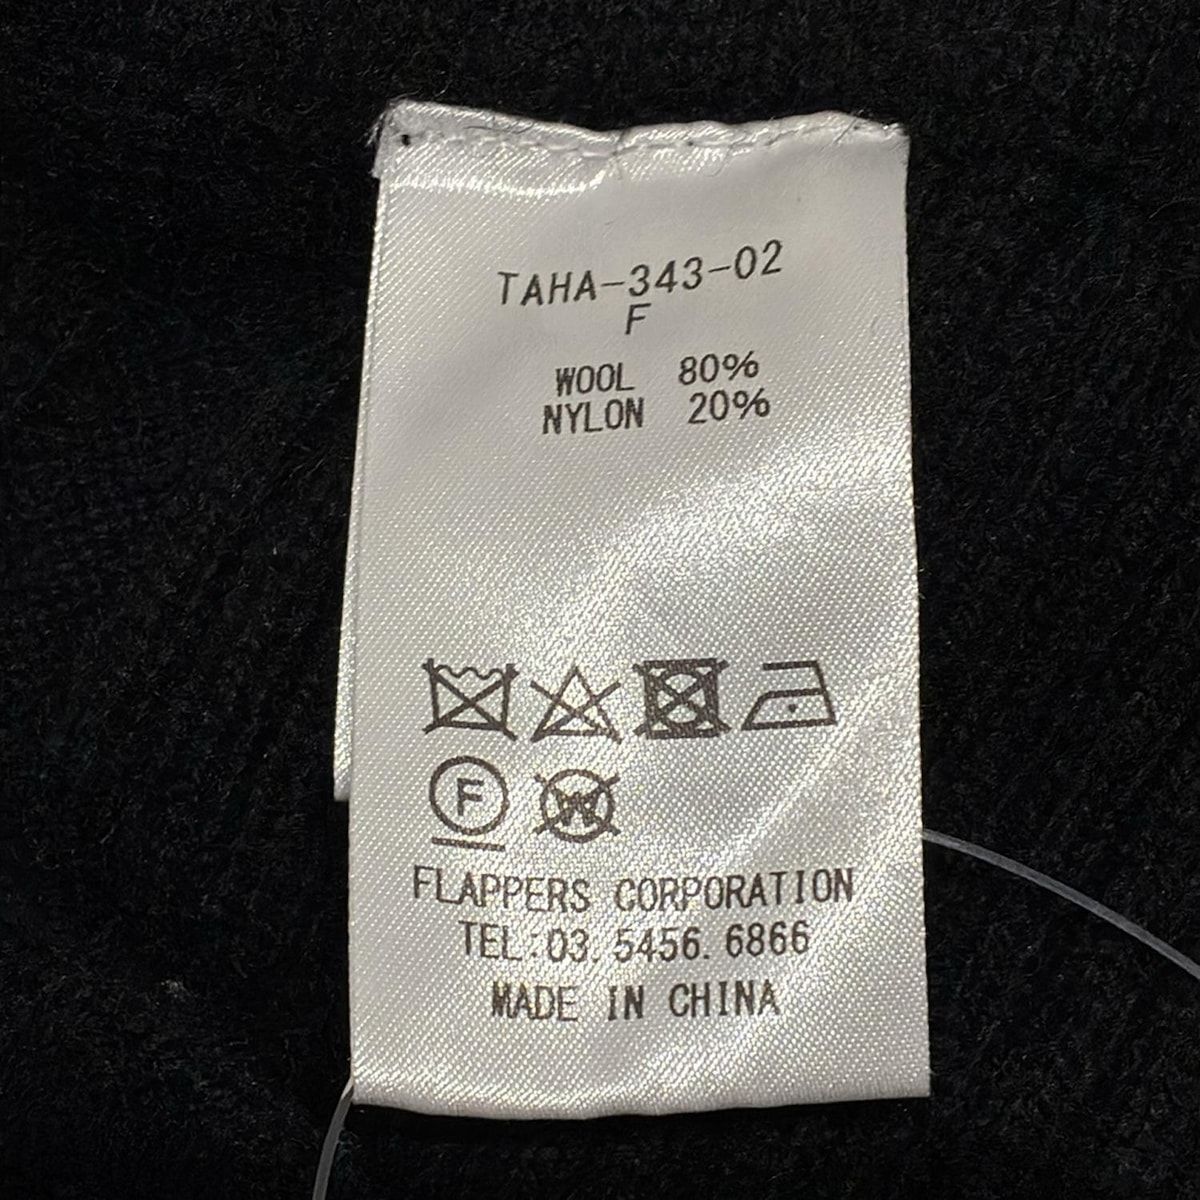 TAHA-343-02
F
WOOL 80%
NYLON 20%
F W
FLAPPERS CORPORATION
TEL:03.5456.6866
MADE IN CHINA